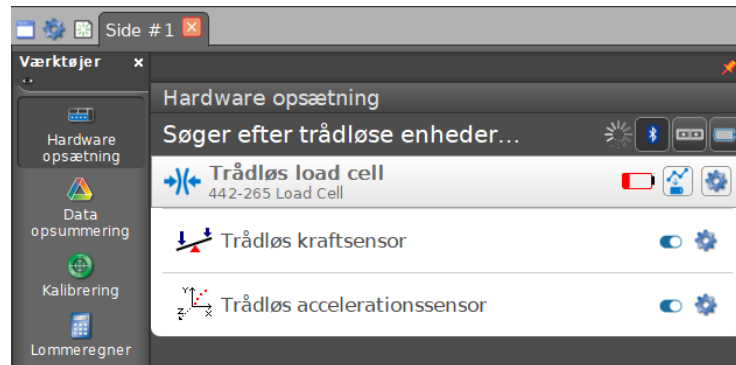 Side #1
Værktøjer x
Hardware opsætning
Søger efter trådløse enheder...
Hardware
opsætning
Trådløs load cell
442-265 Load Cell
Data
opsummering
Trådløs kraftsensor
Kalibrering
Y
Z X
Trådløs accelerationssensor
Lommeregner